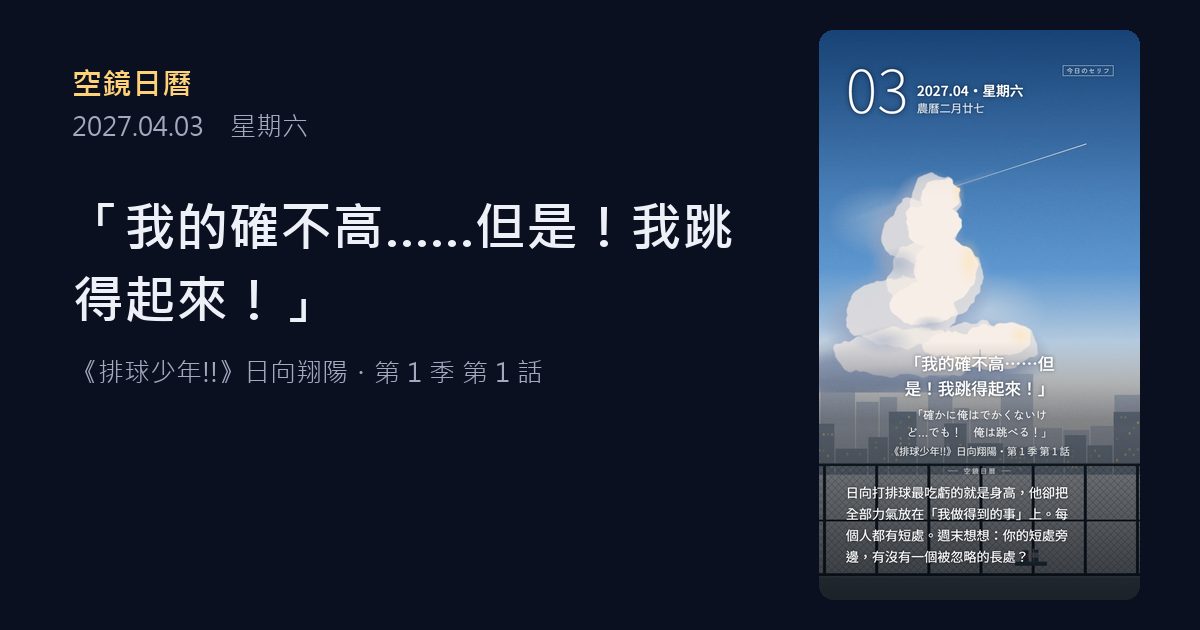 空鏡日曆
2027.04.03 星期六
「我的確不高……但是！我跳
得起來！」
《排球少年!!》日向翔陽・第 1 季 第 1 話
03
2027.04・星期六
農曆二月廿七
今日のセリフ
「我的確不高……但
是！我跳得起來！」
「確かに俺はでかくないけ
ど…でも！　俺は跳べる！」
《排球少年!!》日向翔陽・第 1 季 第 1 話
— 空鏡日曆 —
日向打排球最吃虧的就是身高，他卻把
全部力氣放在「我做得到的事」上。每
個人都有短處。週末想想：你的短處旁
邊，有沒有一個被忽略的長處？